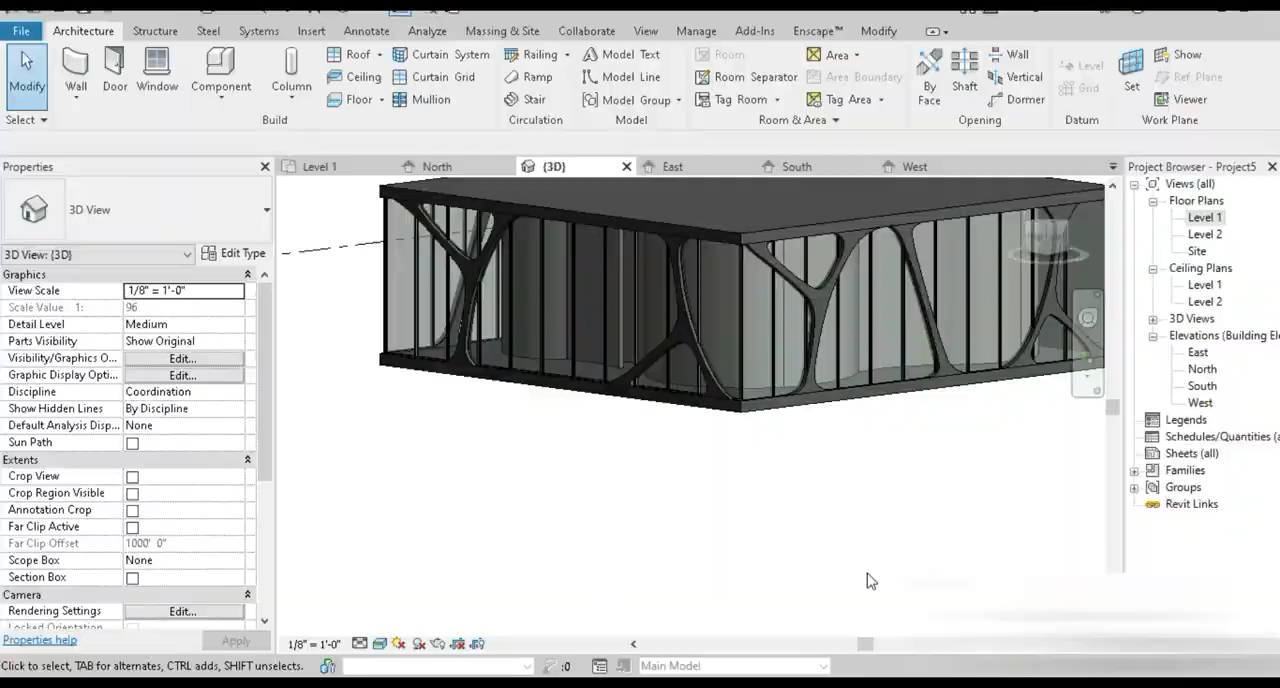 File Architecture Structure Steel Systems Insert Annotate Analyze Massing & Site Collaborate View Manage Add-Ins Enscape™ Modify
Modify
Wall
Door
Window
Component
Column
Roof
Ceiling
Floor
Curtain System
Curtain Grid
Mullion
Railing
Ramp
Stair
Model Text
Model Line
Model Group
Room
Room Separator
Tag Room
Area
Area Boundary
Tag Area
By
Face
Shaft
Wall
Vertical
Dormer
Level
Grid
Set
Show
Ref Plane
Viewer
Select Build Circulation Model Room & Area Opening Datum Work Plane
Properties
3D View
3D View: {3D} Edit Type
Graphics
View Scale 1/8" = 1'-0"
Scale Value 1: 96
Detail Level Medium
Parts Visibility Show Original
Visibility/Graphics O... Edit...
Graphic Display Opti... Edit...
Discipline Coordination
Show Hidden Lines By Discipline
Default Analysis Disp... None
Sun Path
Extents
Crop View
Crop Region Visible
Annotation Crop
Far Clip Active
Far Clip Offset 1000' 0"
Scope Box None
Section Box
Camera
Rendering Settings Edit...
Locked Orientation
Properties help Apply
Level 1 North {3D} East South West
1/8" = 1'-0"
Project Browser - Project5
Views (all)
Floor Plans
Level 1
Level 2
Site
Ceiling Plans
Level 1
Level 2
3D Views
Elevations (Building El
East
North
South
West
Legends
Schedules/Quantities (a
Sheets (all)
Families
Groups
Revit Links
Click to select, TAB for alternates, CTRL adds, SHIFT unselects. :0 Main Model